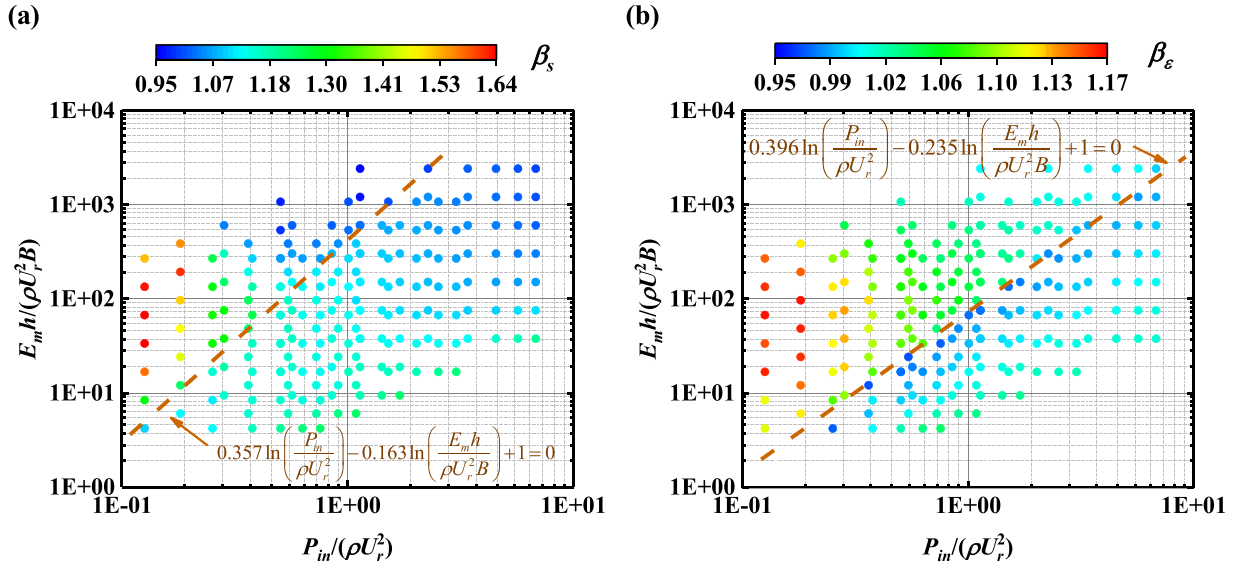 (a)
β_s
0.95 1.07 1.18 1.30 1.41 1.53 1.64
1E+04
1E+03
1E+02
1E+01
1E+00
E_m h/(ρU_r^2 B)
0.357 ln(P_in/ρU_r^2)−0.163 ln(E_m h/ρU_r^2 B)+1=0
1E-01 1E+00 1E+01
P_in/(ρU_r^2)
(b)
β_ε
0.95 0.99 1.02 1.06 1.10 1.13 1.17
1E+04
1E+03
1E+02
1E+01
1E+00
E_m h/(ρU_r^2 B)
0.396 ln(P_in/ρU_r^2)−0.235 ln(E_m h/ρU_r^2 B)+1=0
1E-01 1E+00 1E+01
P_in/(ρU_r^2)